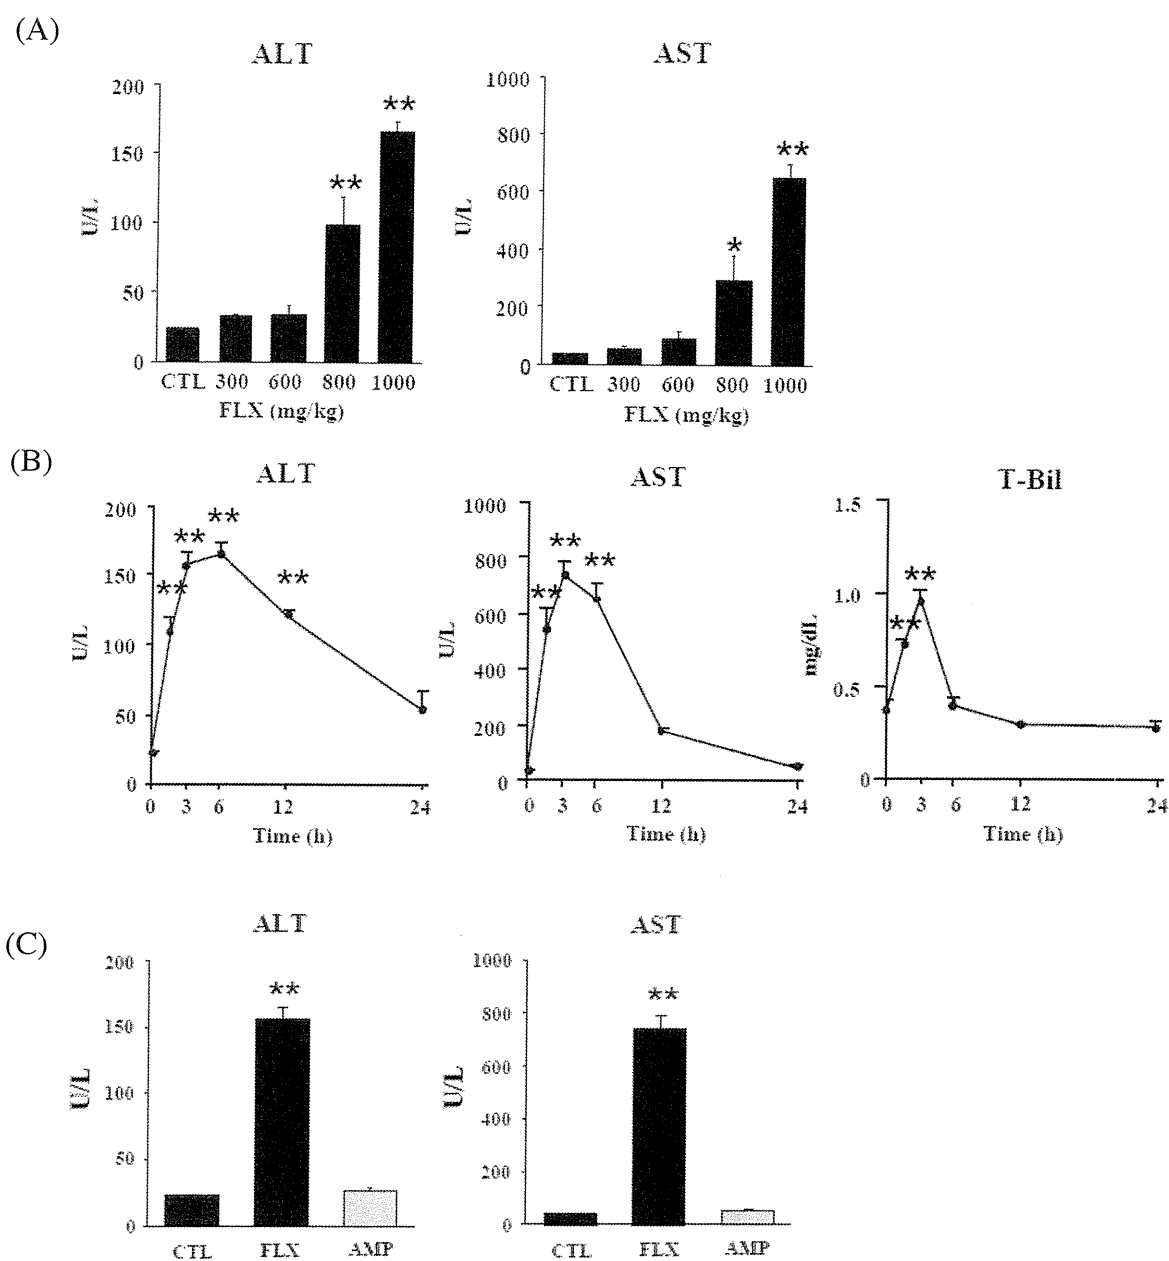 (A)
ALT
200
150
100
50
0
U/L
**
**
CTL 300 600 800 1000
FLX (mg/kg)
AST
1000
800
600
400
200
0
U/L
*
**
CTL 300 600 800 1000
FLX (mg/kg)
(B)
ALT
200
150
100
50
0
U/L
**
**
**
**
0 3 6 12 24
Time (h)
AST
1000
800
600
400
200
0
U/L
**
**
**
0 3 6 12 24
Time (h)
T-Bil
1.5
1.0
0.5
0
mg/dL
**
**
0 3 6 12 24
Time (h)
(C)
ALT
200
150
100
50
0
U/L
**
CTL FLX AMP
AST
1000
800
600
400
200
0
U/L
**
CTL FLX AMP